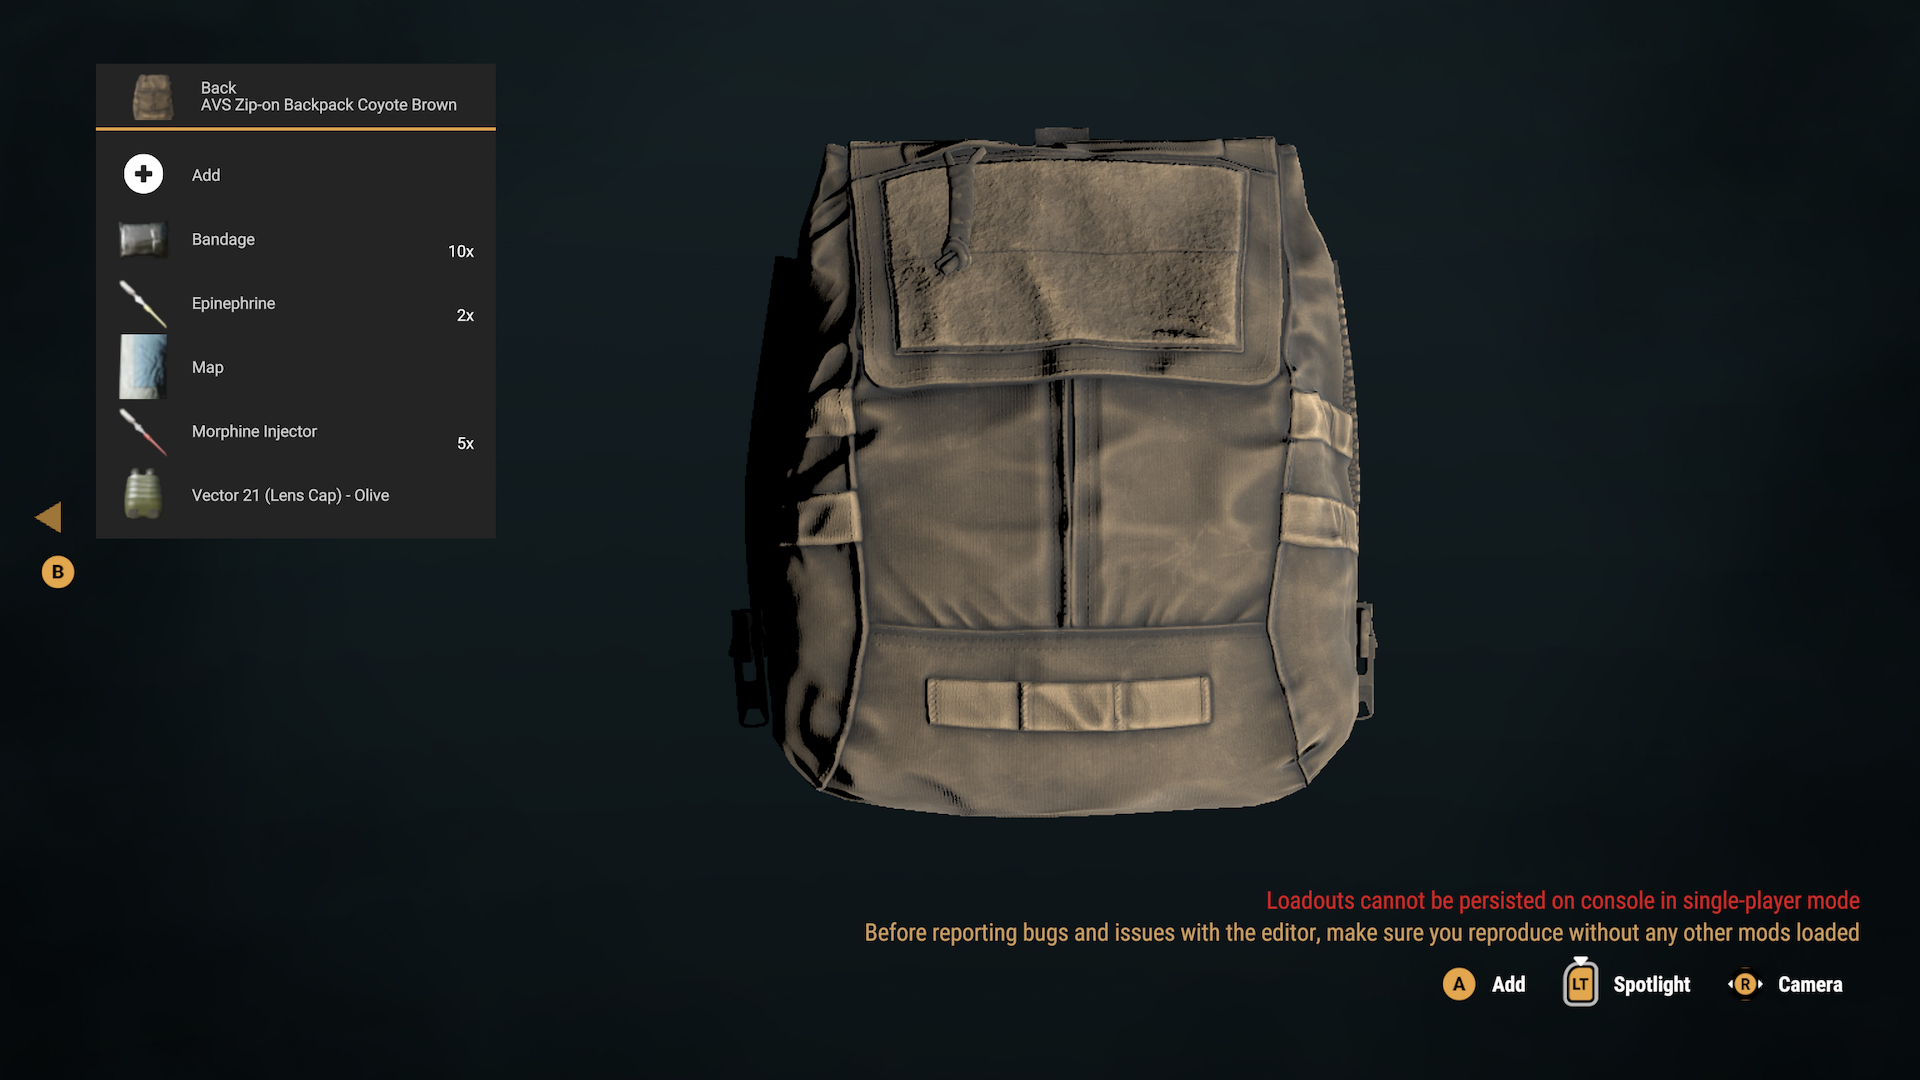 Back
AVS Zip-on Backpack Coyote Brown
Add
Bandage
10x
Epinephrine
2x
Map
Morphine Injector
5x
Vector 21 (Lens Cap) - Olive
B
Loadouts cannot be persisted on console in single-player mode
Before reporting bugs and issues with the editor, make sure you reproduce without any other mods loaded
A Add LT Spotlight R Camera